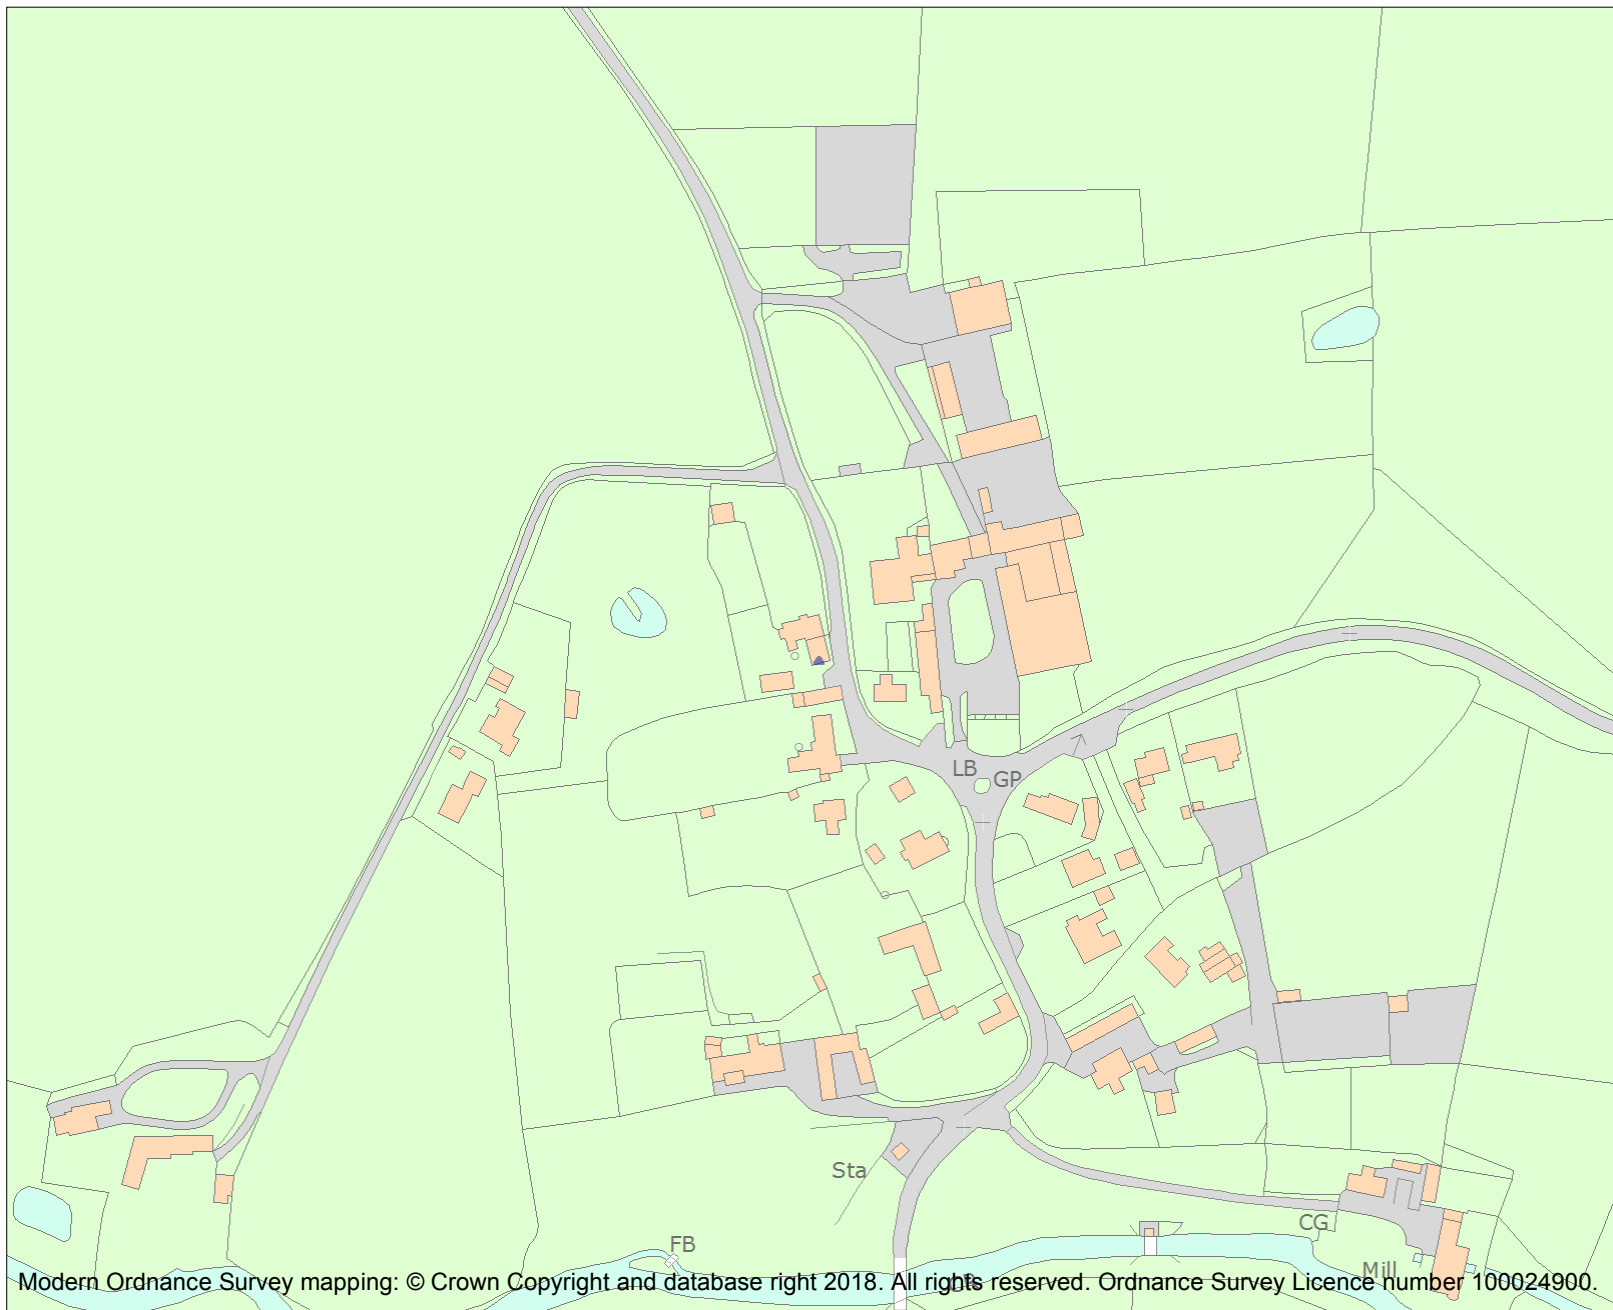 LB
GP
Sta
CG
FB
Mill
Modern Ordnance Survey mapping: © Crown Copyright and database right 2018. All rights reserved. Ordnance Survey Licence number 100024900.